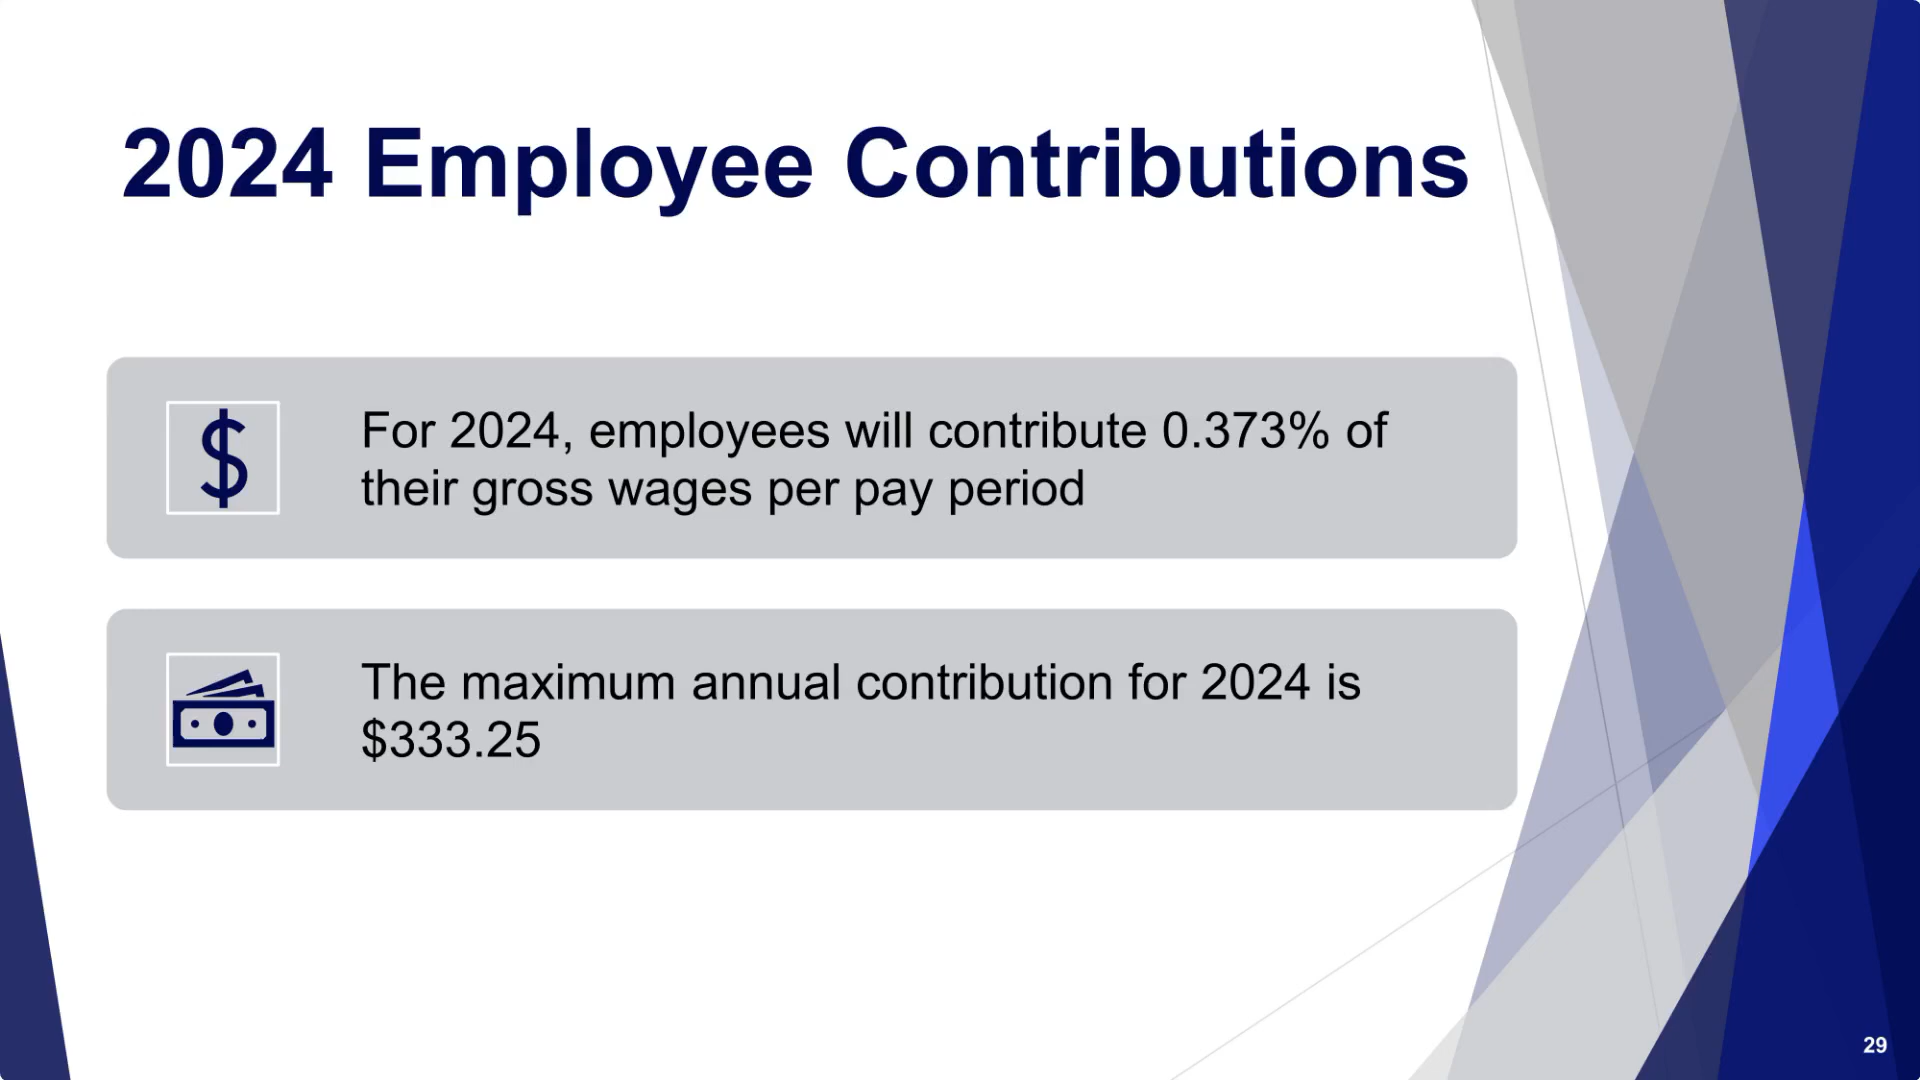 2024 Employee Contributions
For 2024, employees will contribute 0.373% of
their gross wages per pay period
The maximum annual contribution for 2024 is
$333.25
29